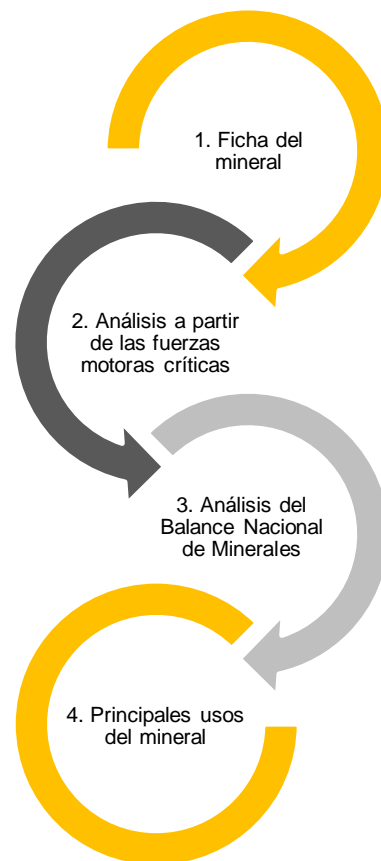 1. Ficha del
mineral
2. Análisis a partir
de las fuerzas
motoras críticas
3. Análisis del
Balance Nacional
de Minerales
4. Principales usos
del mineral